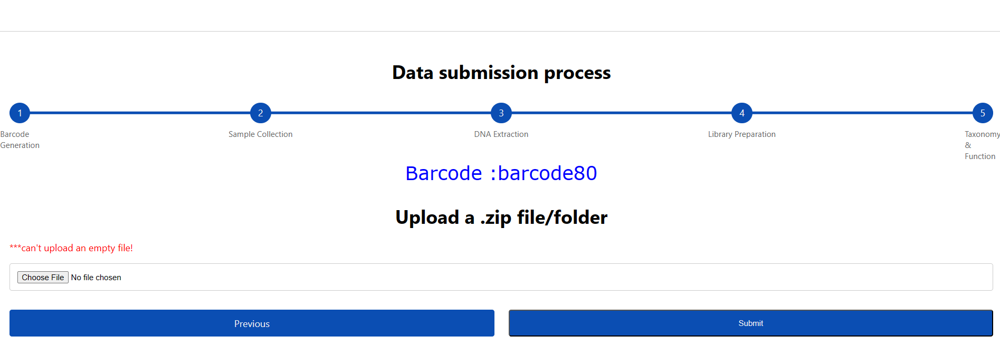 Data submission process
1
2
3
4
5
Barcode
Generation
Sample Collection
DNA Extraction
Library Preparation
Taxonomy
&
Function
Barcode :barcode80
Upload a .zip file/folder
***can't upload an empty file!
Choose File No file chosen
Previous
Submit